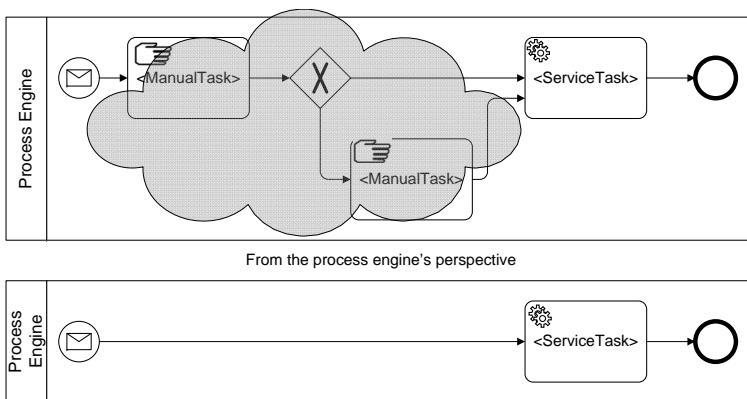 Process Engine
<ManualTask>
X
<ServiceTask>
<ManualTask>
From the process engine's perspective
Process
Engine
<ServiceTask>